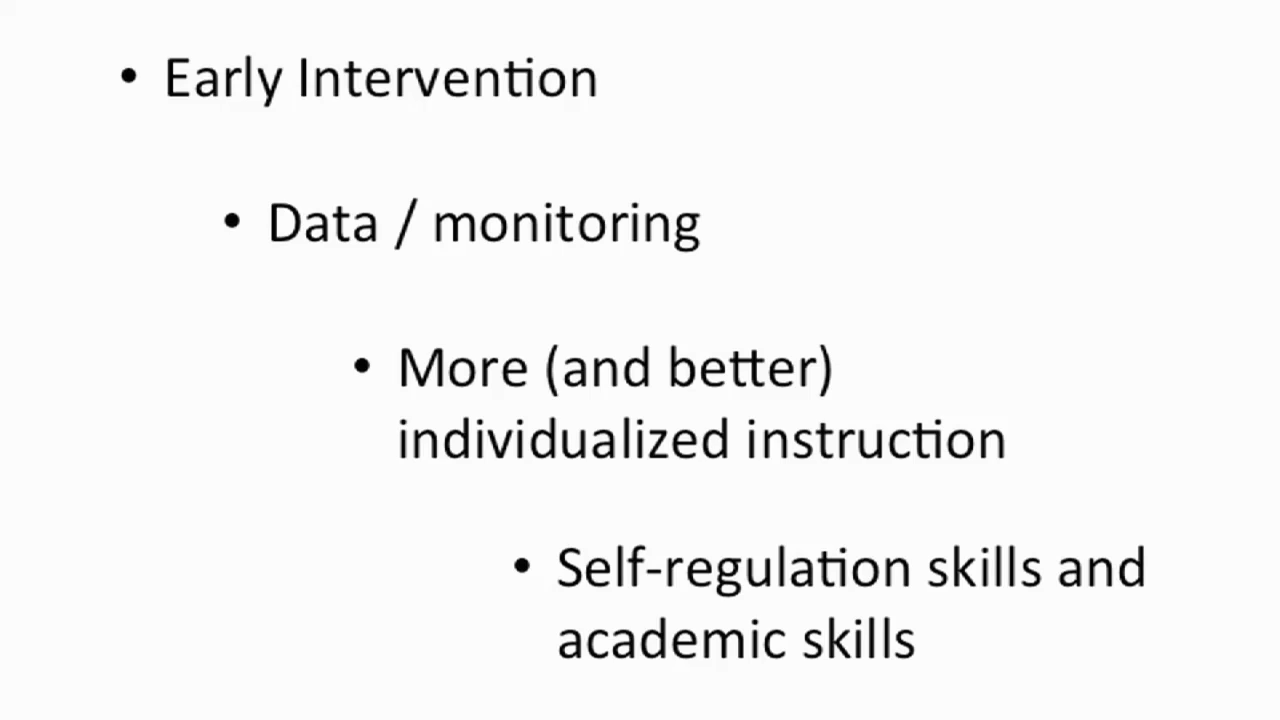 • Early Intervention
• Data / monitoring
• More (and better)
individualized instruction
• Self-regulation skills and
academic skills